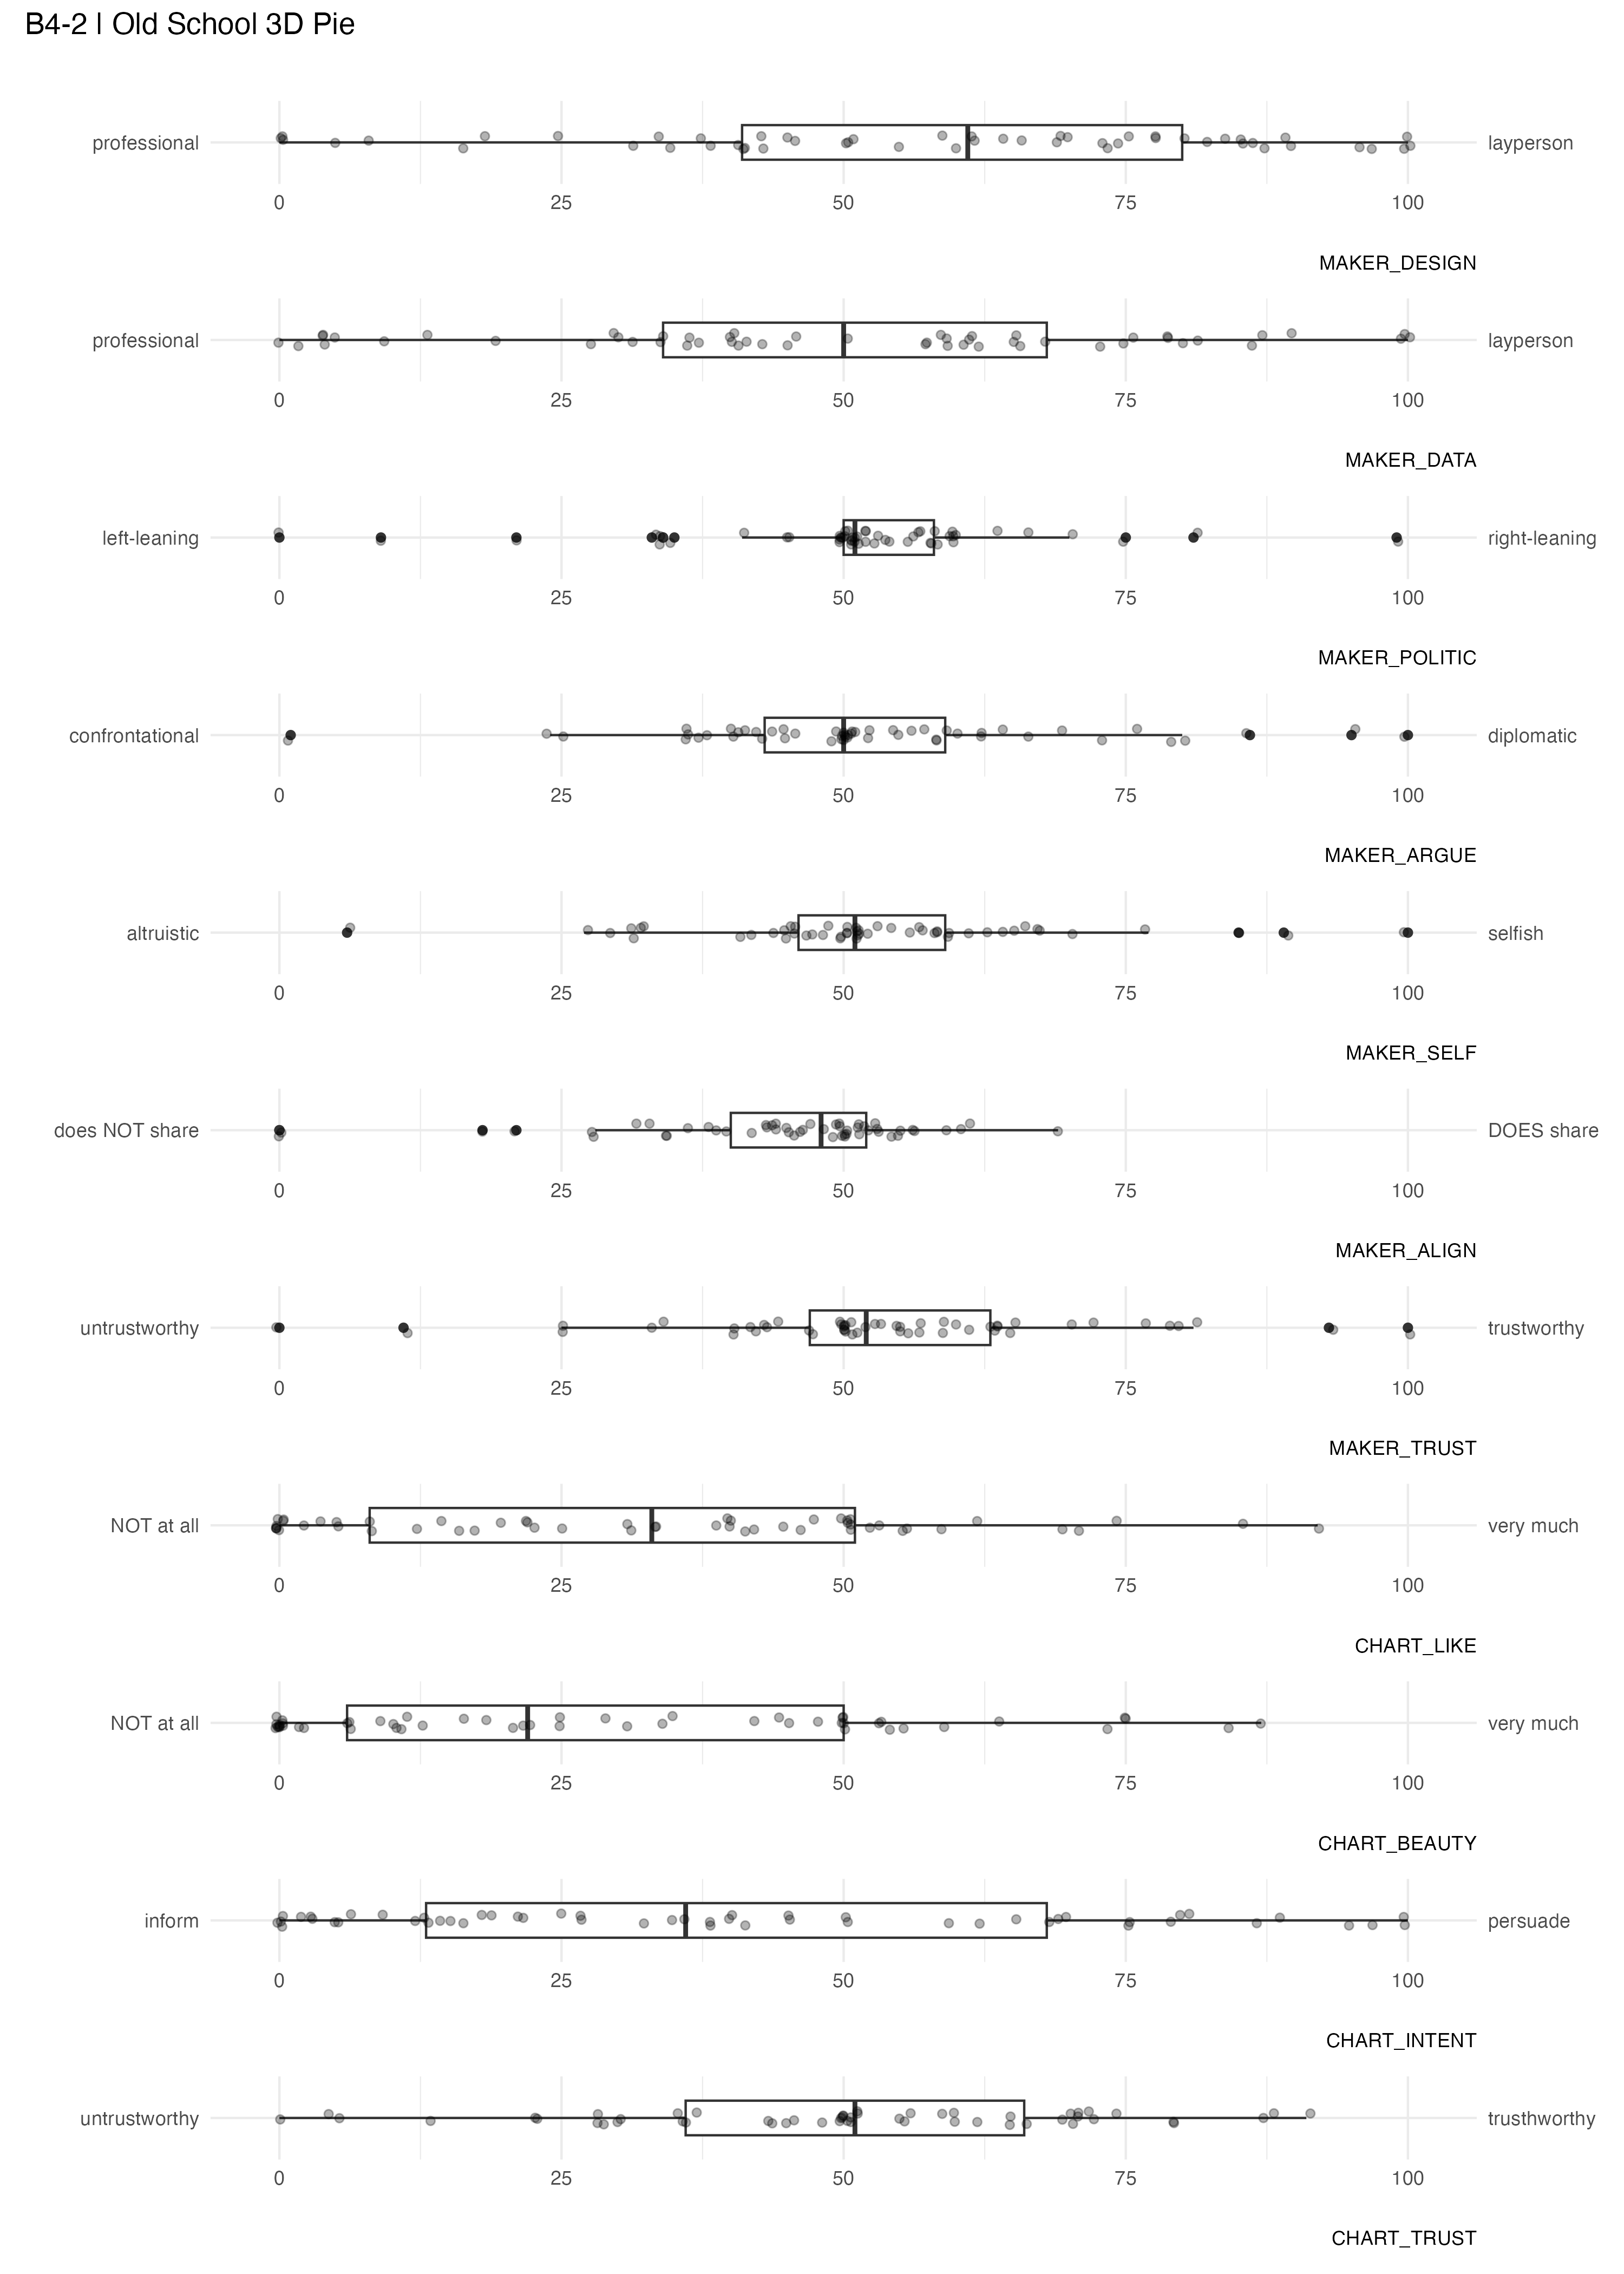 B4-2 | Old School 3D Pie
professional layperson
0 25 50 75 100
MAKER_DESIGN
professional layperson
0 25 50 75 100
MAKER_DATA
left-leaning right-leaning
0 25 50 75 100
MAKER_POLITIC
confrontational diplomatic
0 25 50 75 100
MAKER_ARGUE
altruistic selfish
0 25 50 75 100
MAKER_SELF
does NOT share DOES share
0 25 50 75 100
MAKER_ALIGN
untrustworthy trustworthy
0 25 50 75 100
MAKER_TRUST
NOT at all very much
0 25 50 75 100
CHART_LIKE
NOT at all very much
0 25 50 75 100
CHART_BEAUTY
inform persuade
0 25 50 75 100
CHART_INTENT
untrustworthy trusthworthy
0 25 50 75 100
CHART_TRUST